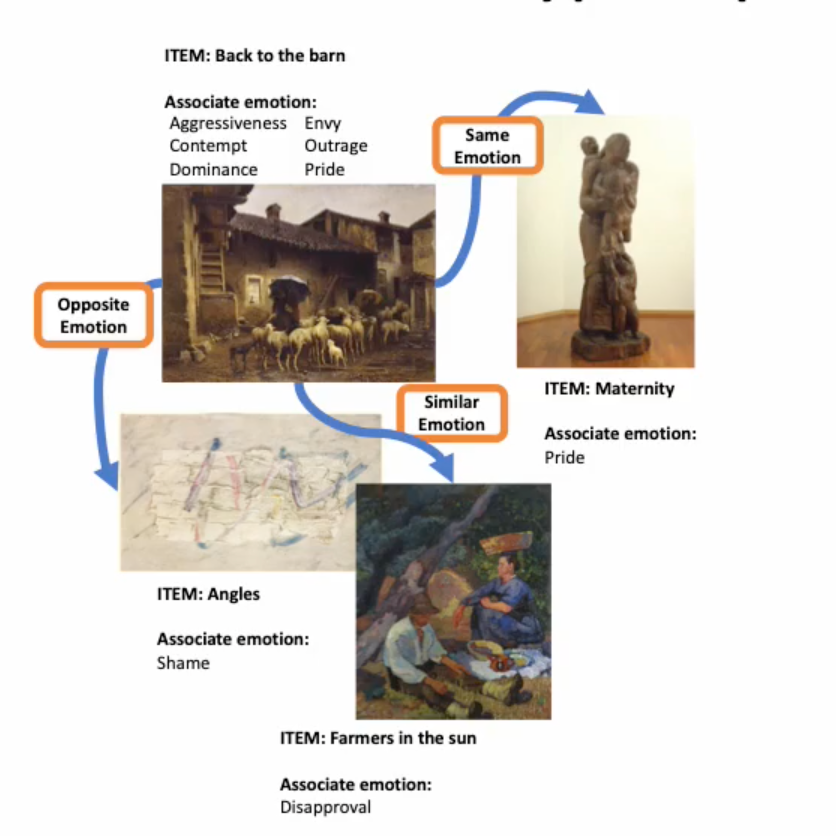 ITEM: Back to the barn
Associate emotion:
Aggressiveness Envy
Contempt Outrage
Dominance Pride
Same
Emotion
Opposite
Emotion
Similar
Emotion
ITEM: Maternity
Associate emotion:
Pride
ITEM: Angles
Associate emotion:
Shame
ITEM: Farmers in the sun
Associate emotion:
Disapproval